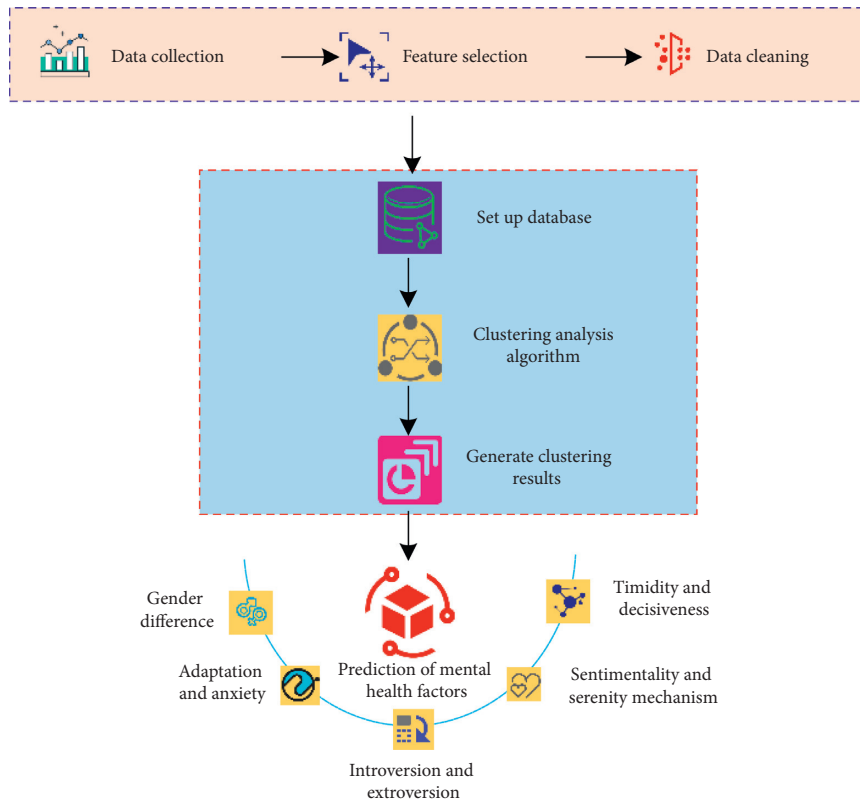 Data collection
Feature selection
Data cleaning
Set up database
Clustering analysis
algorithm
Generate clustering
results
Gender
difference
Timidity and
decisiveness
Adaptation
and anxiety
Prediction of mental
health factors
Sentimentality and
serenity mechanism
Introversion and
extroversion